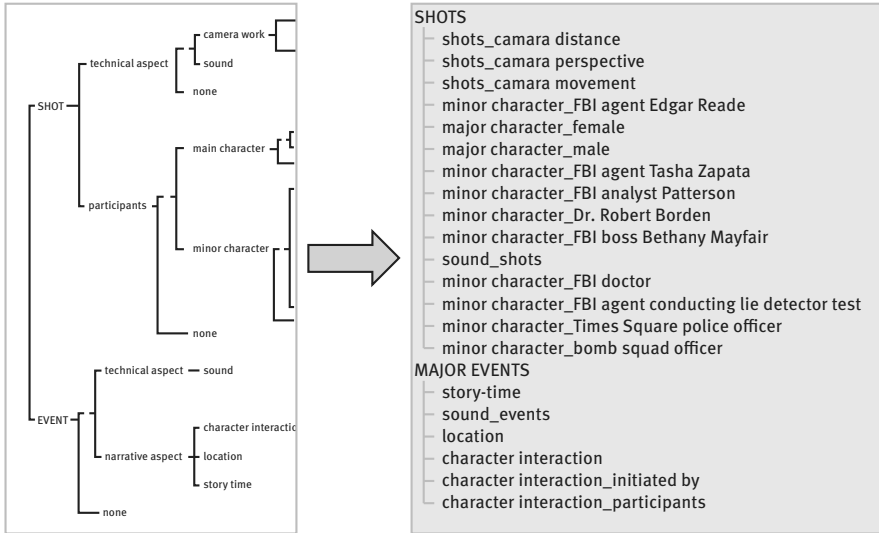 camera work
technical aspect
sound
none
SHOT
main character
participants
minor character
none
technical aspect
sound
EVENT
character interactio
narrative aspect
location
story time
none
SHOTS
shots_camara distance
shots_camara perspective
shots_camara movement
minor character_FBI agent Edgar Reade
major character_female
major character_male
minor character_FBI agent Tasha Zapata
minor character_FBI analyst Patterson
minor character_Dr. Robert Borden
minor character_FBI boss Bethany Mayfair
sound_shots
minor character_FBI doctor
minor character_FBI agent conducting lie detector test
minor character_Times Square police officer
minor character_bomb squad officer
MAJOR EVENTS
story-time
sound_events
location
character interaction
character interaction_initiated by
character interaction_participants